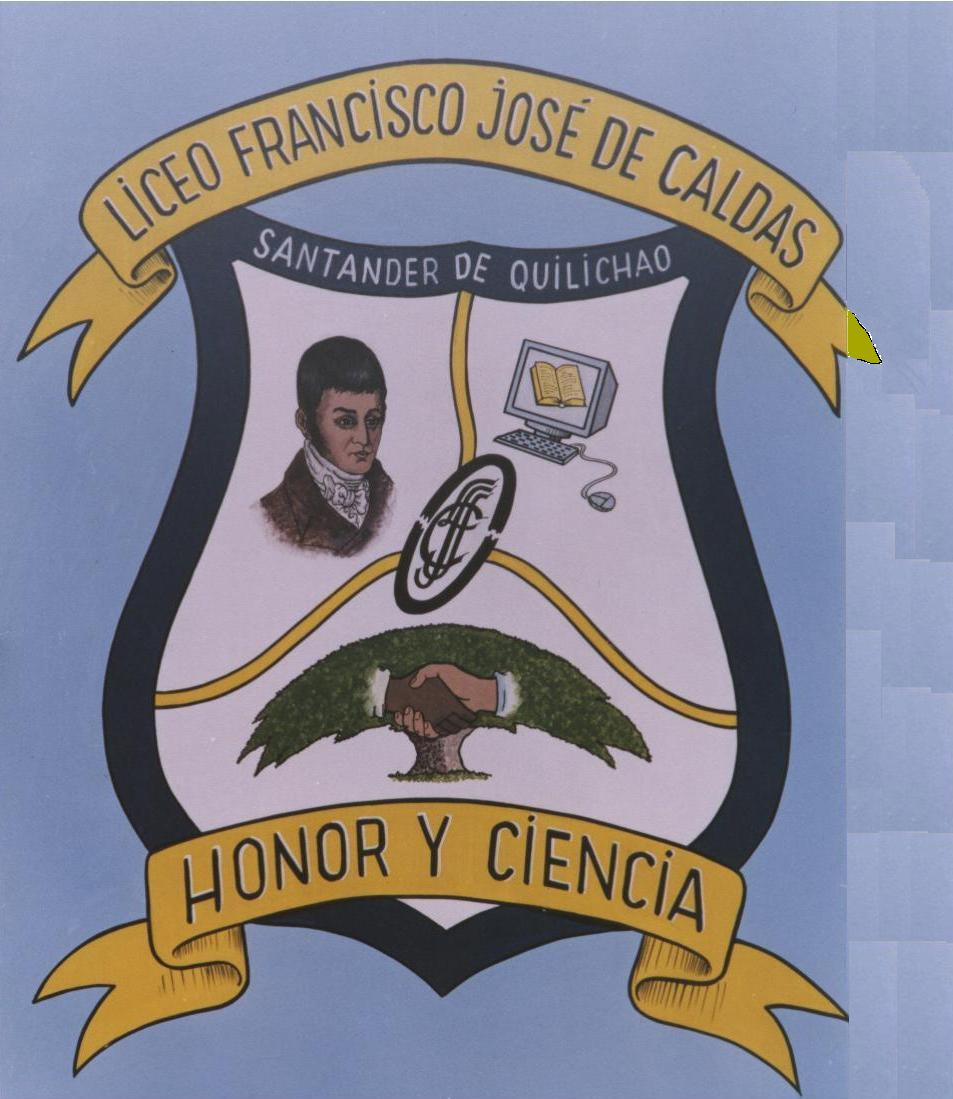 LiCEO FRANCiSCO jOSÉ DE CALDAS
SANTANDER DE QUiLiCHAO
HONOR Y CiENCiA